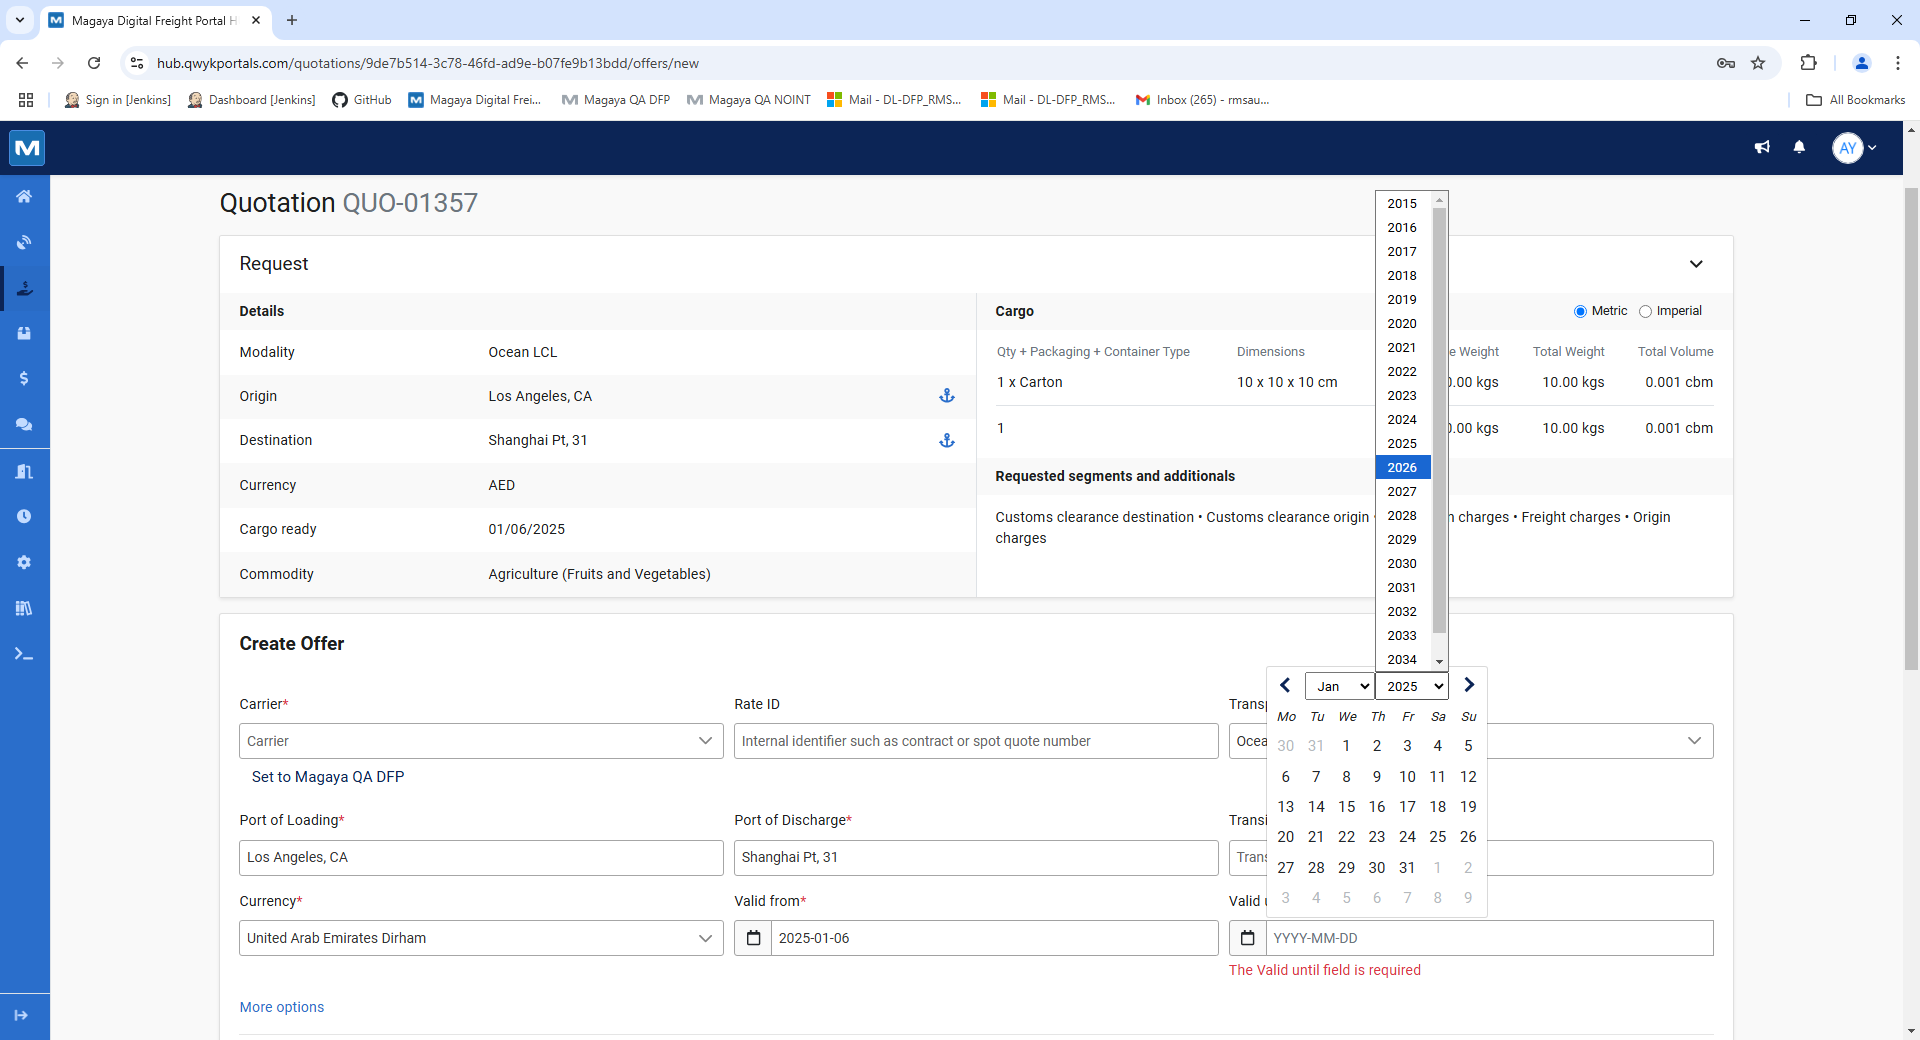 Magaya Digital Freight Portal H
hub.qwykportals.com/quotations/9de7b514-3c78-46fd-ad9e-b07fe9b13bdd/offers/new
Sign in [Jenkins]
Dashboard [Jenkins]
GitHub
Magaya Digital Frei...
Magaya QA DFP
Magaya QA NOINT
Mail - DL-DFP_RMS...
Mail - DL-DFP_RMS...
Inbox (265) - rmsau...
All Bookmarks
AY
Quotation QUO-01357
Request
Details
Modality Ocean LCL
Origin Los Angeles, CA
Destination Shanghai Pt, 31
Currency AED
Cargo ready 01/06/2025
Commodity Agriculture (Fruits and Vegetables)
Cargo
Metric Imperial
Qty + Packaging + Container Type Dimensions e Weight Total Weight Total Volume
1 x Carton 10 x 10 x 10 cm 0.00 kgs 10.00 kgs 0.001 cbm
1 0.00 kgs 10.00 kgs 0.001 cbm
Requested segments and additionals
Customs clearance destination • Customs clearance origin n charges • Freight charges • Origin
charges
2015
2016
2017
2018
2019
2020
2021
2022
2023
2024
2025
2026
2027
2028
2029
2030
2031
2032
2033
2034
Create Offer
Carrier* Rate ID Transp
Carrier Internal identifier such as contract or spot quote number Ocea
Set to Magaya QA DFP
Port of Loading* Port of Discharge* Transi
Los Angeles, CA Shanghai Pt, 31 Trans
Currency* Valid from* Valid u
United Arab Emirates Dirham 2025-01-06 YYYY-MM-DD
The Valid until field is required
More options
Jan 2025
Mo Tu We Th Fr Sa Su
30 31 1 2 3 4 5
6 7 8 9 10 11 12
13 14 15 16 17 18 19
20 21 22 23 24 25 26
27 28 29 30 31 1 2
3 4 5 6 7 8 9